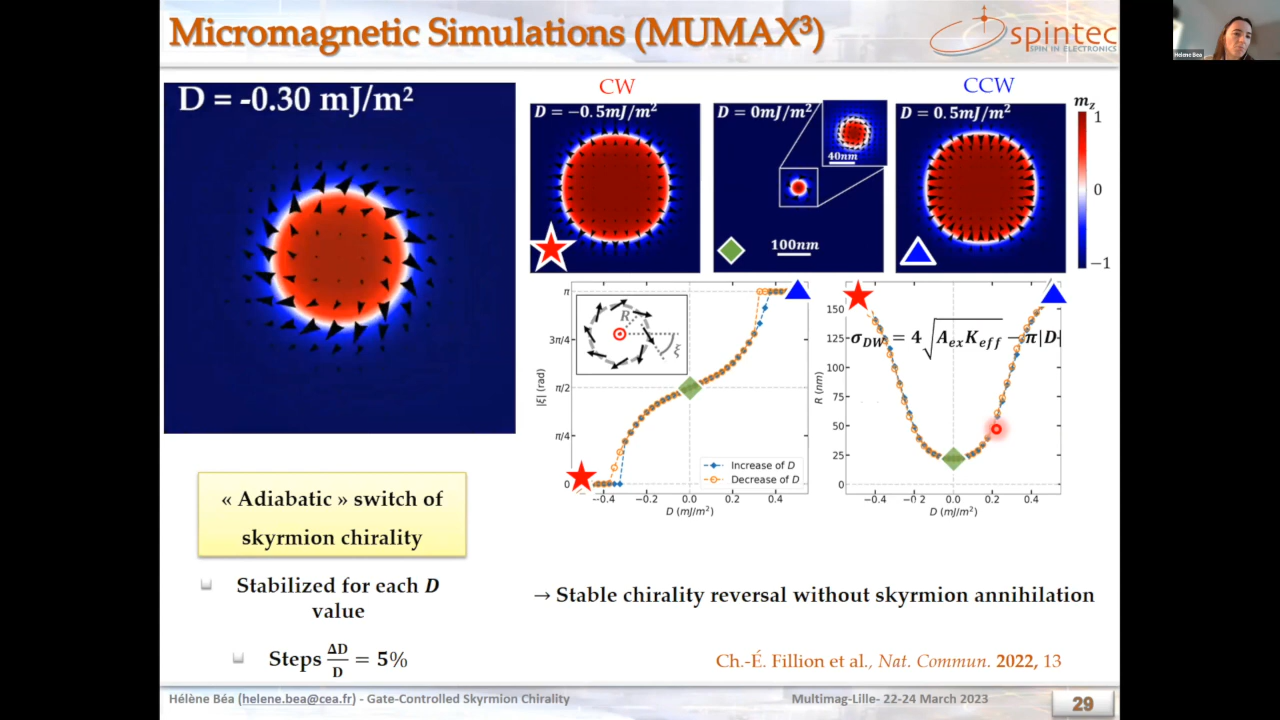 Micromagnetic Simulations (MUMAX³)
spintec
SPIN IN ELECTRONICS
Helene Bea
D = -0.30 mJ/m²
CW
CCW
D = −0.5mJ/m²
D = 0mJ/m²
D = 0.5mJ/m²
40nm
100nm
m_z
1
0
−1
π
3π/4
π/2
π/4
0
|ξ| (rad)
R
ξ
Increase of D
Decrease of D
−0.4 −0.2 0.0 0.2 0.4
D (mJ/m²)
σ_DW = 4√(A_ex K_eff) − π|D|
150
125
100
75
50
25
0
R (nm)
−0.4 −0.2 0.0 0.2 0.4
D (mJ/m²)
« Adiabatic » switch of
skyrmion chirality
Stabilized for each D
value
Steps ΔD/D = 5%
→ Stable chirality reversal without skyrmion annihilation
Ch.-É. Fillion et al., Nat. Commun. 2022, 13
Hélène Béa (helene.bea@cea.fr) - Gate-Controlled Skyrmion Chirality
Multimag-Lille- 22-24 March 2023
29